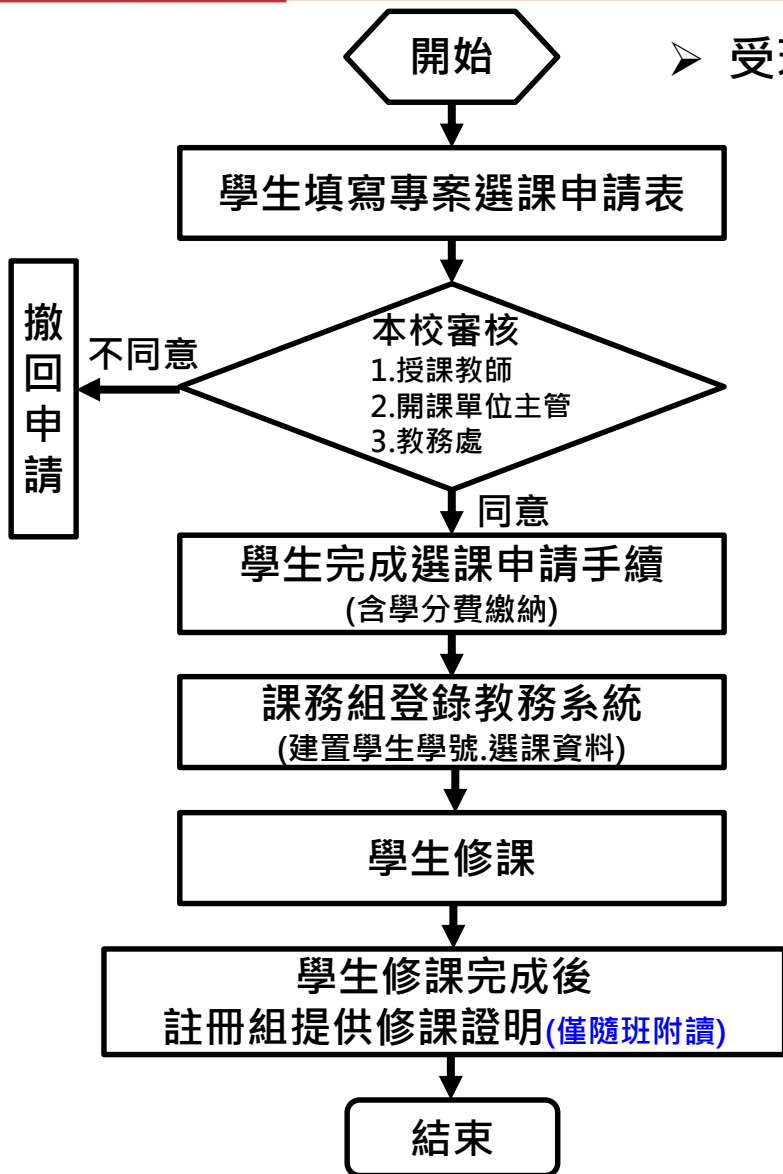 開始
➢ 受
學生填寫專案選課申請表
本校審核
1.授課教師
2.開課單位主管
3.教務處
不同意
撤回申請
同意
學生完成選課申請手續
(含學分費繳納)
課務組登錄教務系統
(建置學生學號.選課資料)
學生修課
學生修課完成後
註冊組提供修課證明(僅隨班附讀)
結束